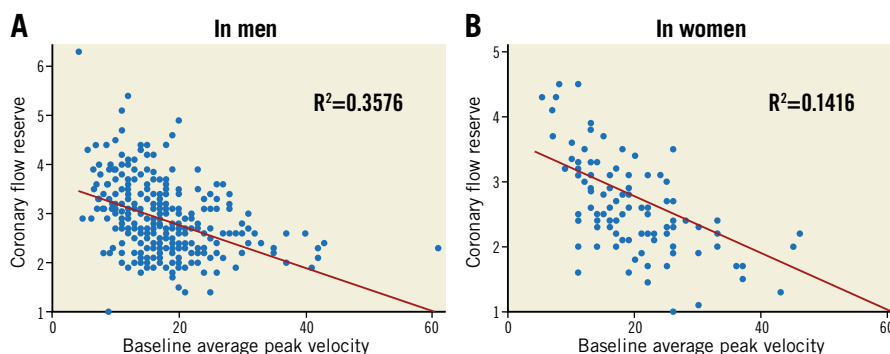 A
In men
6
5
4
3
2
1
R²=0.3576
Coronary flow reserve
0
20
40
60
Baseline average peak velocity
B
In women
5
4
3
2
1
R²=0.1416
Coronary flow reserve
0
20
40
60
Baseline average peak velocity